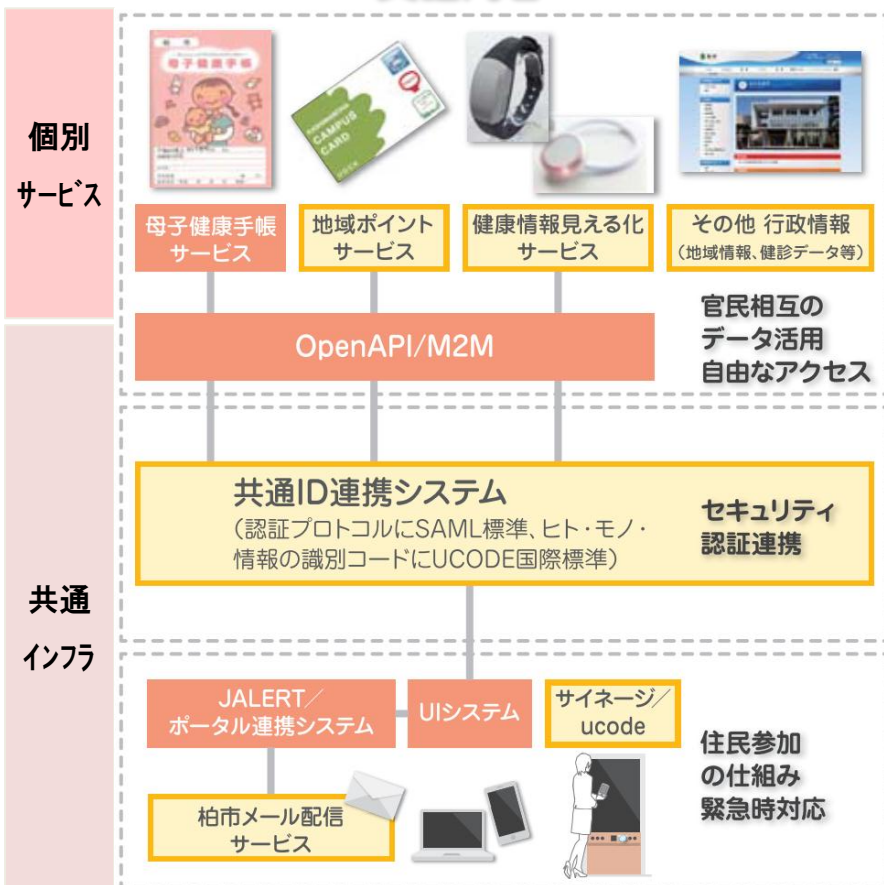 個別
サービス
母子健康手帳
CAMPUS
CARD
母子健康手帳
サービス
地域ポイント
サービス
健康情報見える化
サービス
その他 行政情報
（地域情報、健診データ等）
OpenAPI/M2M
官民相互の
データ活用
自由なアクセス
共通
インフラ
共通ID連携システム
（認証プロトコルにSAML標準、ヒト・モノ・
情報の識別コードにUCODE国際標準）
セキュリティ
認証連携
JALERT／
ポータル連携システム
UIシステム
サイネージ／
ucode
柏市メール配信
サービス
住民参加
の仕組み
緊急時対応